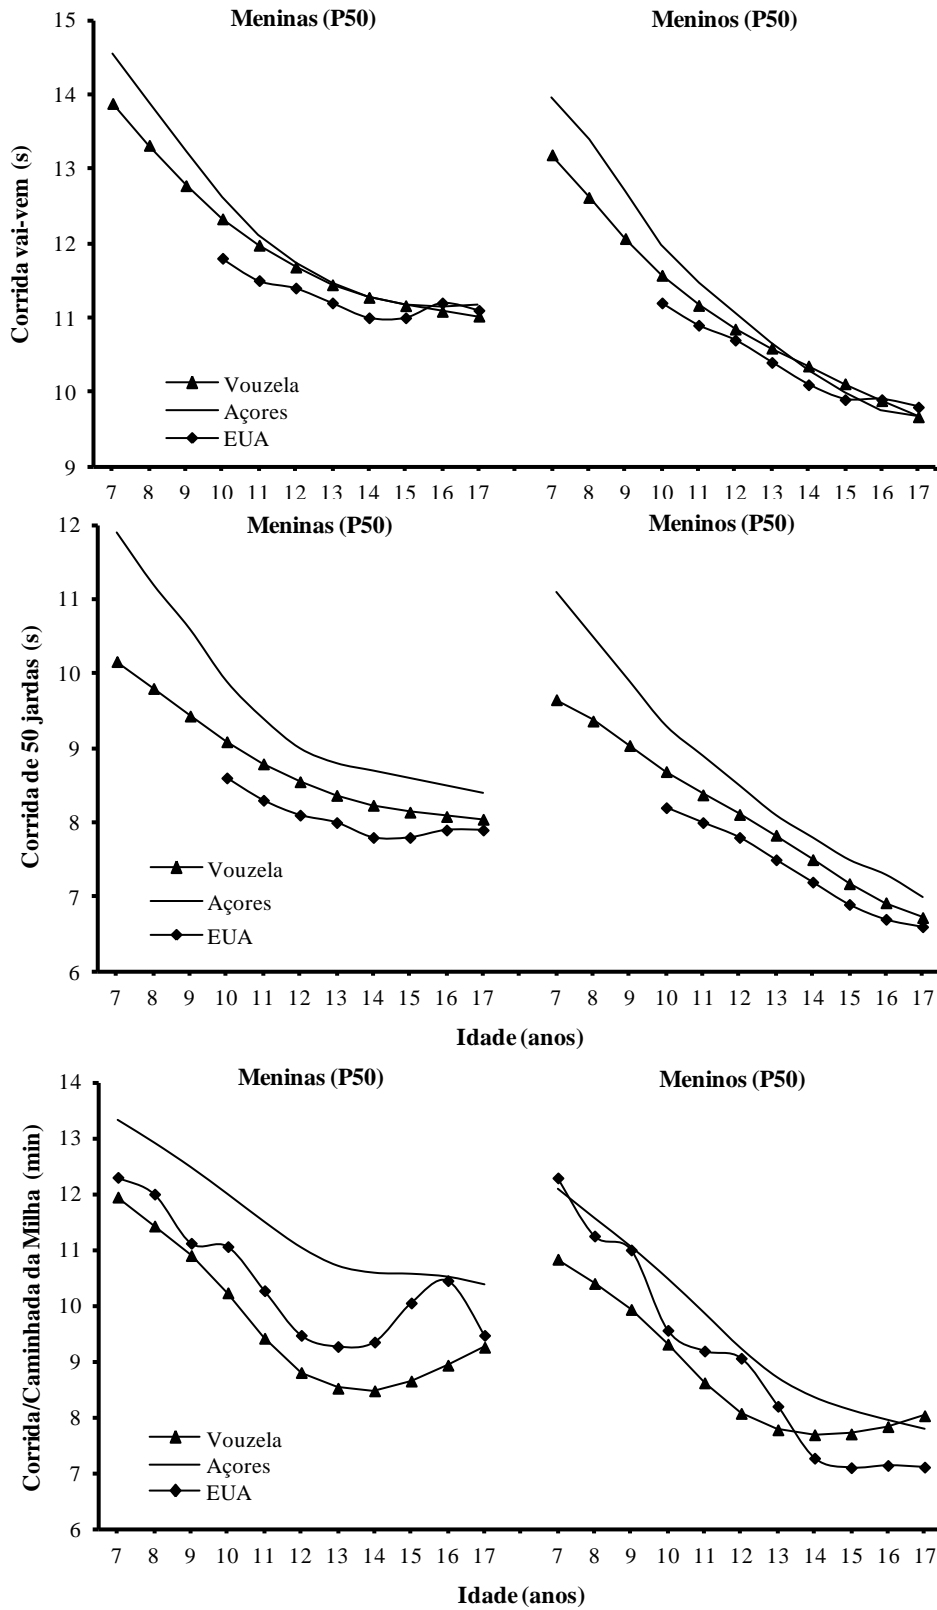 Meninas (P50) Meninos (P50)
Corrida vai-vem (s)
15
14
13
12
11
10
9
Vouzela
Açores
EUA
7 8 9 10 11 12 13 14 15 16 17 7 8 9 10 11 12 13 14 15 16 17
Meninas (P50) Meninos (P50)
Corrida de 50 jardas (s)
12
11
10
9
8
7
6
Vouzela
Açores
EUA
7 8 9 10 11 12 13 14 15 16 17 7 8 9 10 11 12 13 14 15 16 17
Idade (anos)
Meninas (P50) Meninos (P50)
Corrida/Caminhada da Milha (min)
14
13
12
11
10
9
8
7
6
Vouzela
Açores
EUA
7 8 9 10 11 12 13 14 15 16 17 7 8 9 10 11 12 13 14 15 16 17
Idade (anos)